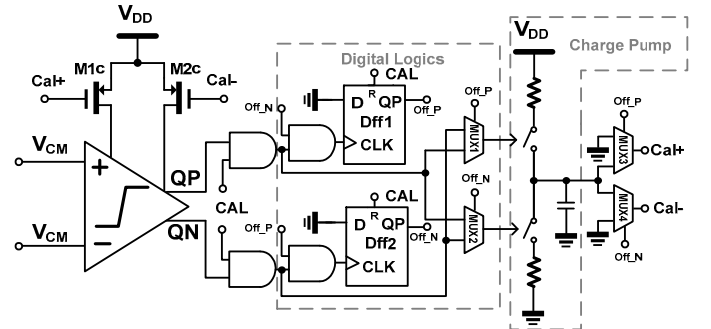 VDD
M1c
M2c
Cal+
Cal-
VCM
+
QP
QN
−
VCM
CAL
Digital Logics
Off_N
D
R
QP
Dff1
CLK
CAL
Off_P
Off_P
D
R
QP
Dff2
CLK
CAL
Off_N
Off_P
MUX1
Off_N
MUX2
VDD
Charge Pump
Off_P
MUX3
Cal+
MUX4
Cal-
Off_N